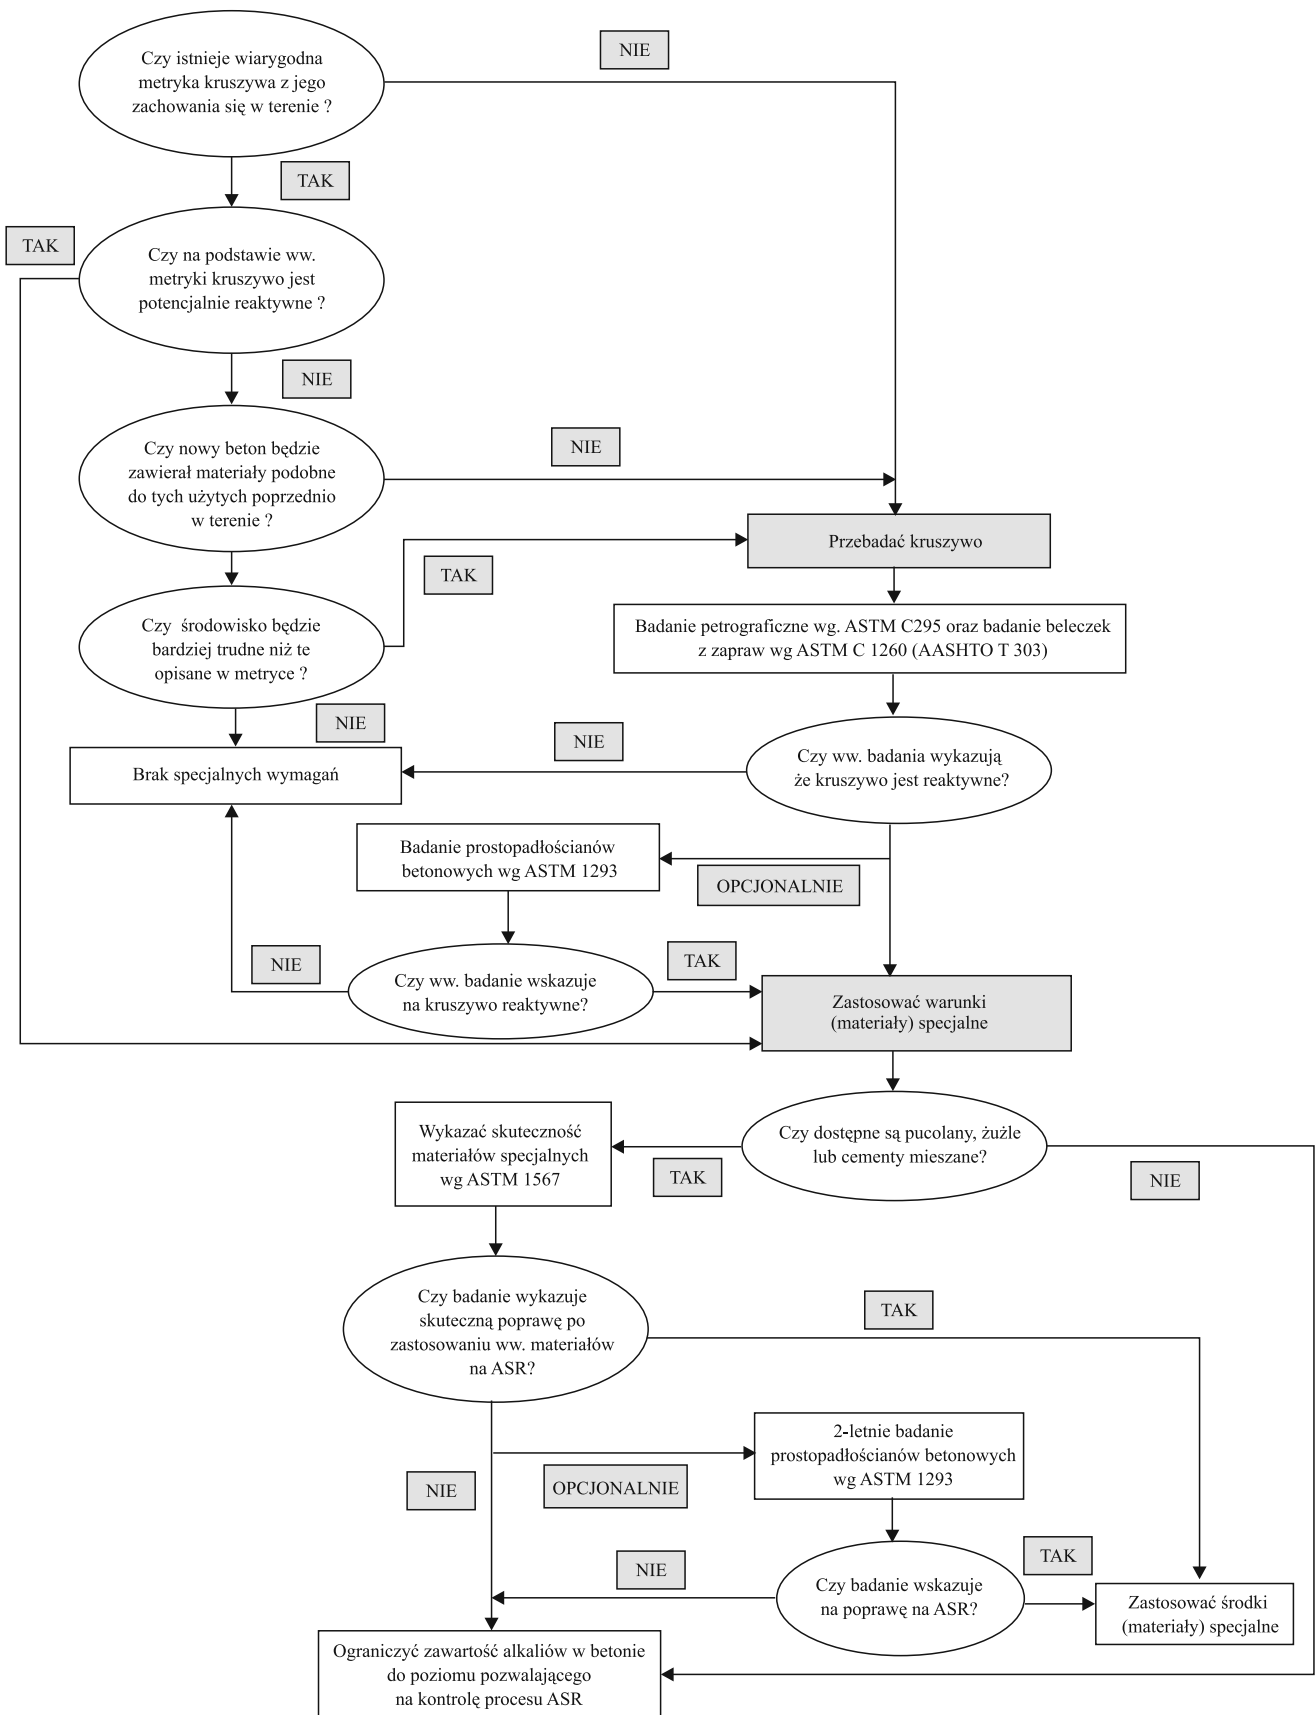 Czy istnieje wiarygodna
metryka kruszywa z jego
zachowania się w terenie ?
NIE
TAK
TAK
Czy na podstawie ww.
metryki kruszywo jest
potencjalnie reaktywne ?
NIE
Czy nowy beton będzie
zawierał materiały podobne
do tych użytych poprzednio
w terenie ?
NIE
Przebadać kruszywo
TAK
Czy środowisko będzie
bardziej trudne niż te
opisane w metryce ?
Badanie petrograficzne wg. ASTM C295 oraz badanie beleczek
z zapraw wg ASTM C 1260 (AASHTO T 303)
NIE
NIE
Brak specjalnych wymagań
Czy ww. badania wykazują
że kruszywo jest reaktywne?
Badanie prostopadłościanów
betonowych wg ASTM 1293
OPCJONALNIE
NIE
Czy ww. badanie wskazuje
na kruszywo reaktywne?
TAK
Zastosować warunki
(materiały) specjalne
Wykazać skuteczność
materiałów specjalnych
wg ASTM 1567
TAK
Czy dostępne są pucolany, żużle
lub cementy mieszane?
NIE
Czy badanie wykazuje
skuteczną poprawę po
zastosowaniu ww. materiałów
na ASR?
TAK
NIE
OPCJONALNIE
2-letnie badanie
prostopadłościanów betonowych
wg ASTM 1293
NIE
Czy badanie wskazuje
na poprawę na ASR?
TAK
Zastosować środki
(materiały) specjalne
Ograniczyć zawartość alkaliów w betonie
do poziomu pozwalającego
na kontrolę procesu ASR